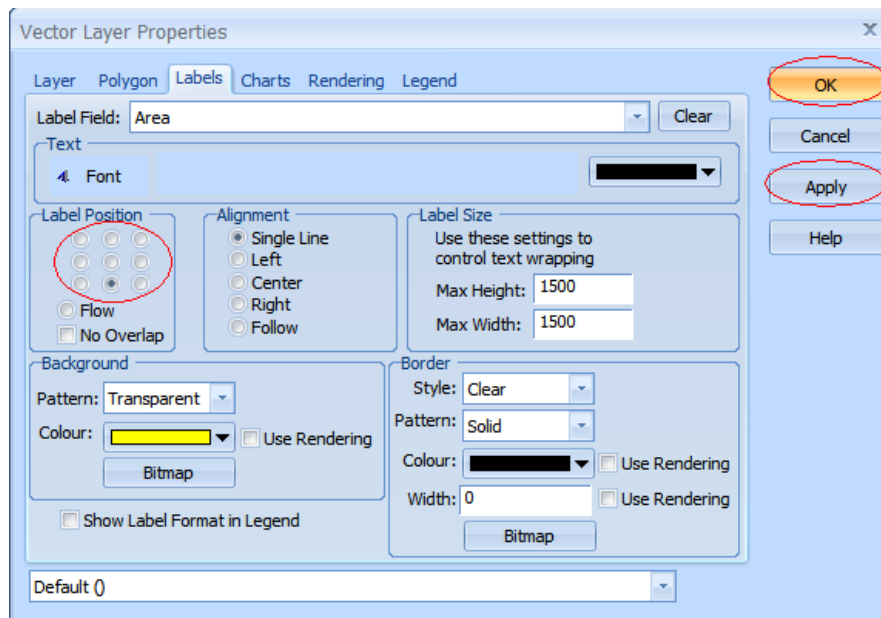 Vector Layer Properties
x
Layer Polygon Labels Charts Rendering Legend
OK
Label Field: Area Clear
Cancel
Text
Font
Apply
Label Position
Alignment
Label Size
Help
Single Line
Left
Center
Right
Follow
Use these settings to
control text wrapping
Max Height: 1500
Max Width: 1500
Flow
No Overlap
Background
Pattern: Transparent
Colour: Use Rendering
Bitmap
Show Label Format in Legend
Border
Style: Clear
Pattern: Solid
Colour: Use Rendering
Width: 0 Use Rendering
Bitmap
Default ()